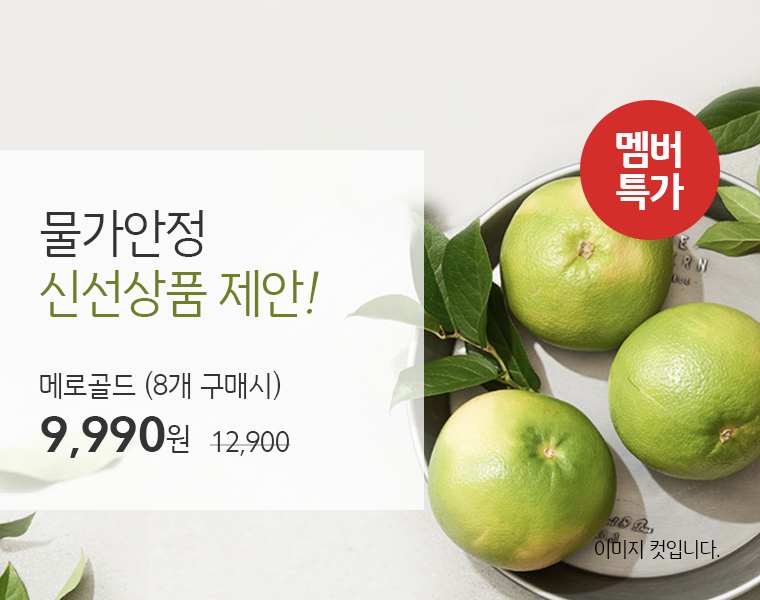 멤버
특가
물가안정
신선상품 제안!
메로골드 (8개 구매시)
9,990원 12,900
이미지 컷입니다.